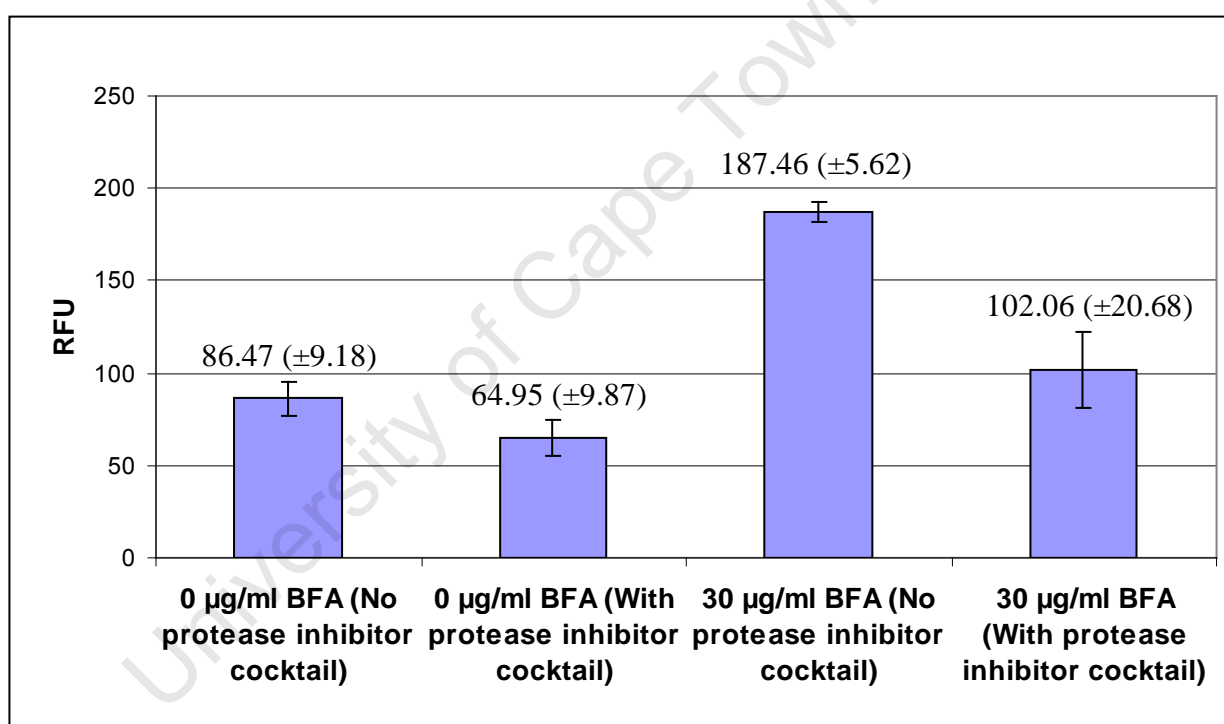 250
200
150
100
50
0
RFU
86.47 (±9.18)
64.95 (±9.87)
187.46 (±5.62)
102.06 (±20.68)
0 µg/ml BFA (No
protease inhibitor
cocktail)
0 µg/ml BFA (With
protease inhibitor
cocktail)
30 µg/ml BFA (No
protease inhibitor
cocktail)
30 µg/ml BFA
(With protease
inhibitor cocktail)
University of Cape Town